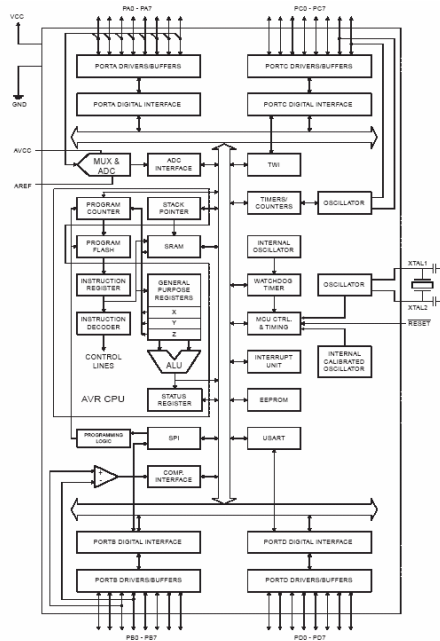 PA0 - PA7
PC0 - PC7
VCC
PORTA DRIVERS/BUFFERS
PORTC DRIVERS/BUFFERS
GND
PORTA DIGITAL INTERFACE
PORTC DIGITAL INTERFACE
AVCC
MUX &
ADC
ADC
INTERFACE
TWI
AREF
PROGRAM
COUNTER
STACK
POINTER
TIMERS/
COUNTERS
OSCILLATOR
PROGRAM
FLASH
SRAM
INTERNAL
OSCILLATOR
XTAL1
INSTRUCTION
REGISTER
GENERAL
PURPOSE
REGISTERS
WATCHDOG
TIMER
OSCILLATOR
XTAL2
X
Y
Z
INSTRUCTION
DECODER
MCU CTRL.
& TIMING
RESET
CONTROL
LINES
ALU
INTERRUPT
UNIT
INTERNAL
CALIBRATED
OSCILLATOR
AVR CPU
STATUS
REGISTER
EEPROM
PROGRAMMING
LOGIC
SPI
USART
+
-
COMP.
INTERFACE
PORTB DIGITAL INTERFACE
PORTD DIGITAL INTERFACE
PORTB DRIVERS/BUFFERS
PORTD DRIVERS/BUFFERS
PB0 - PB7
PD0 - PD7